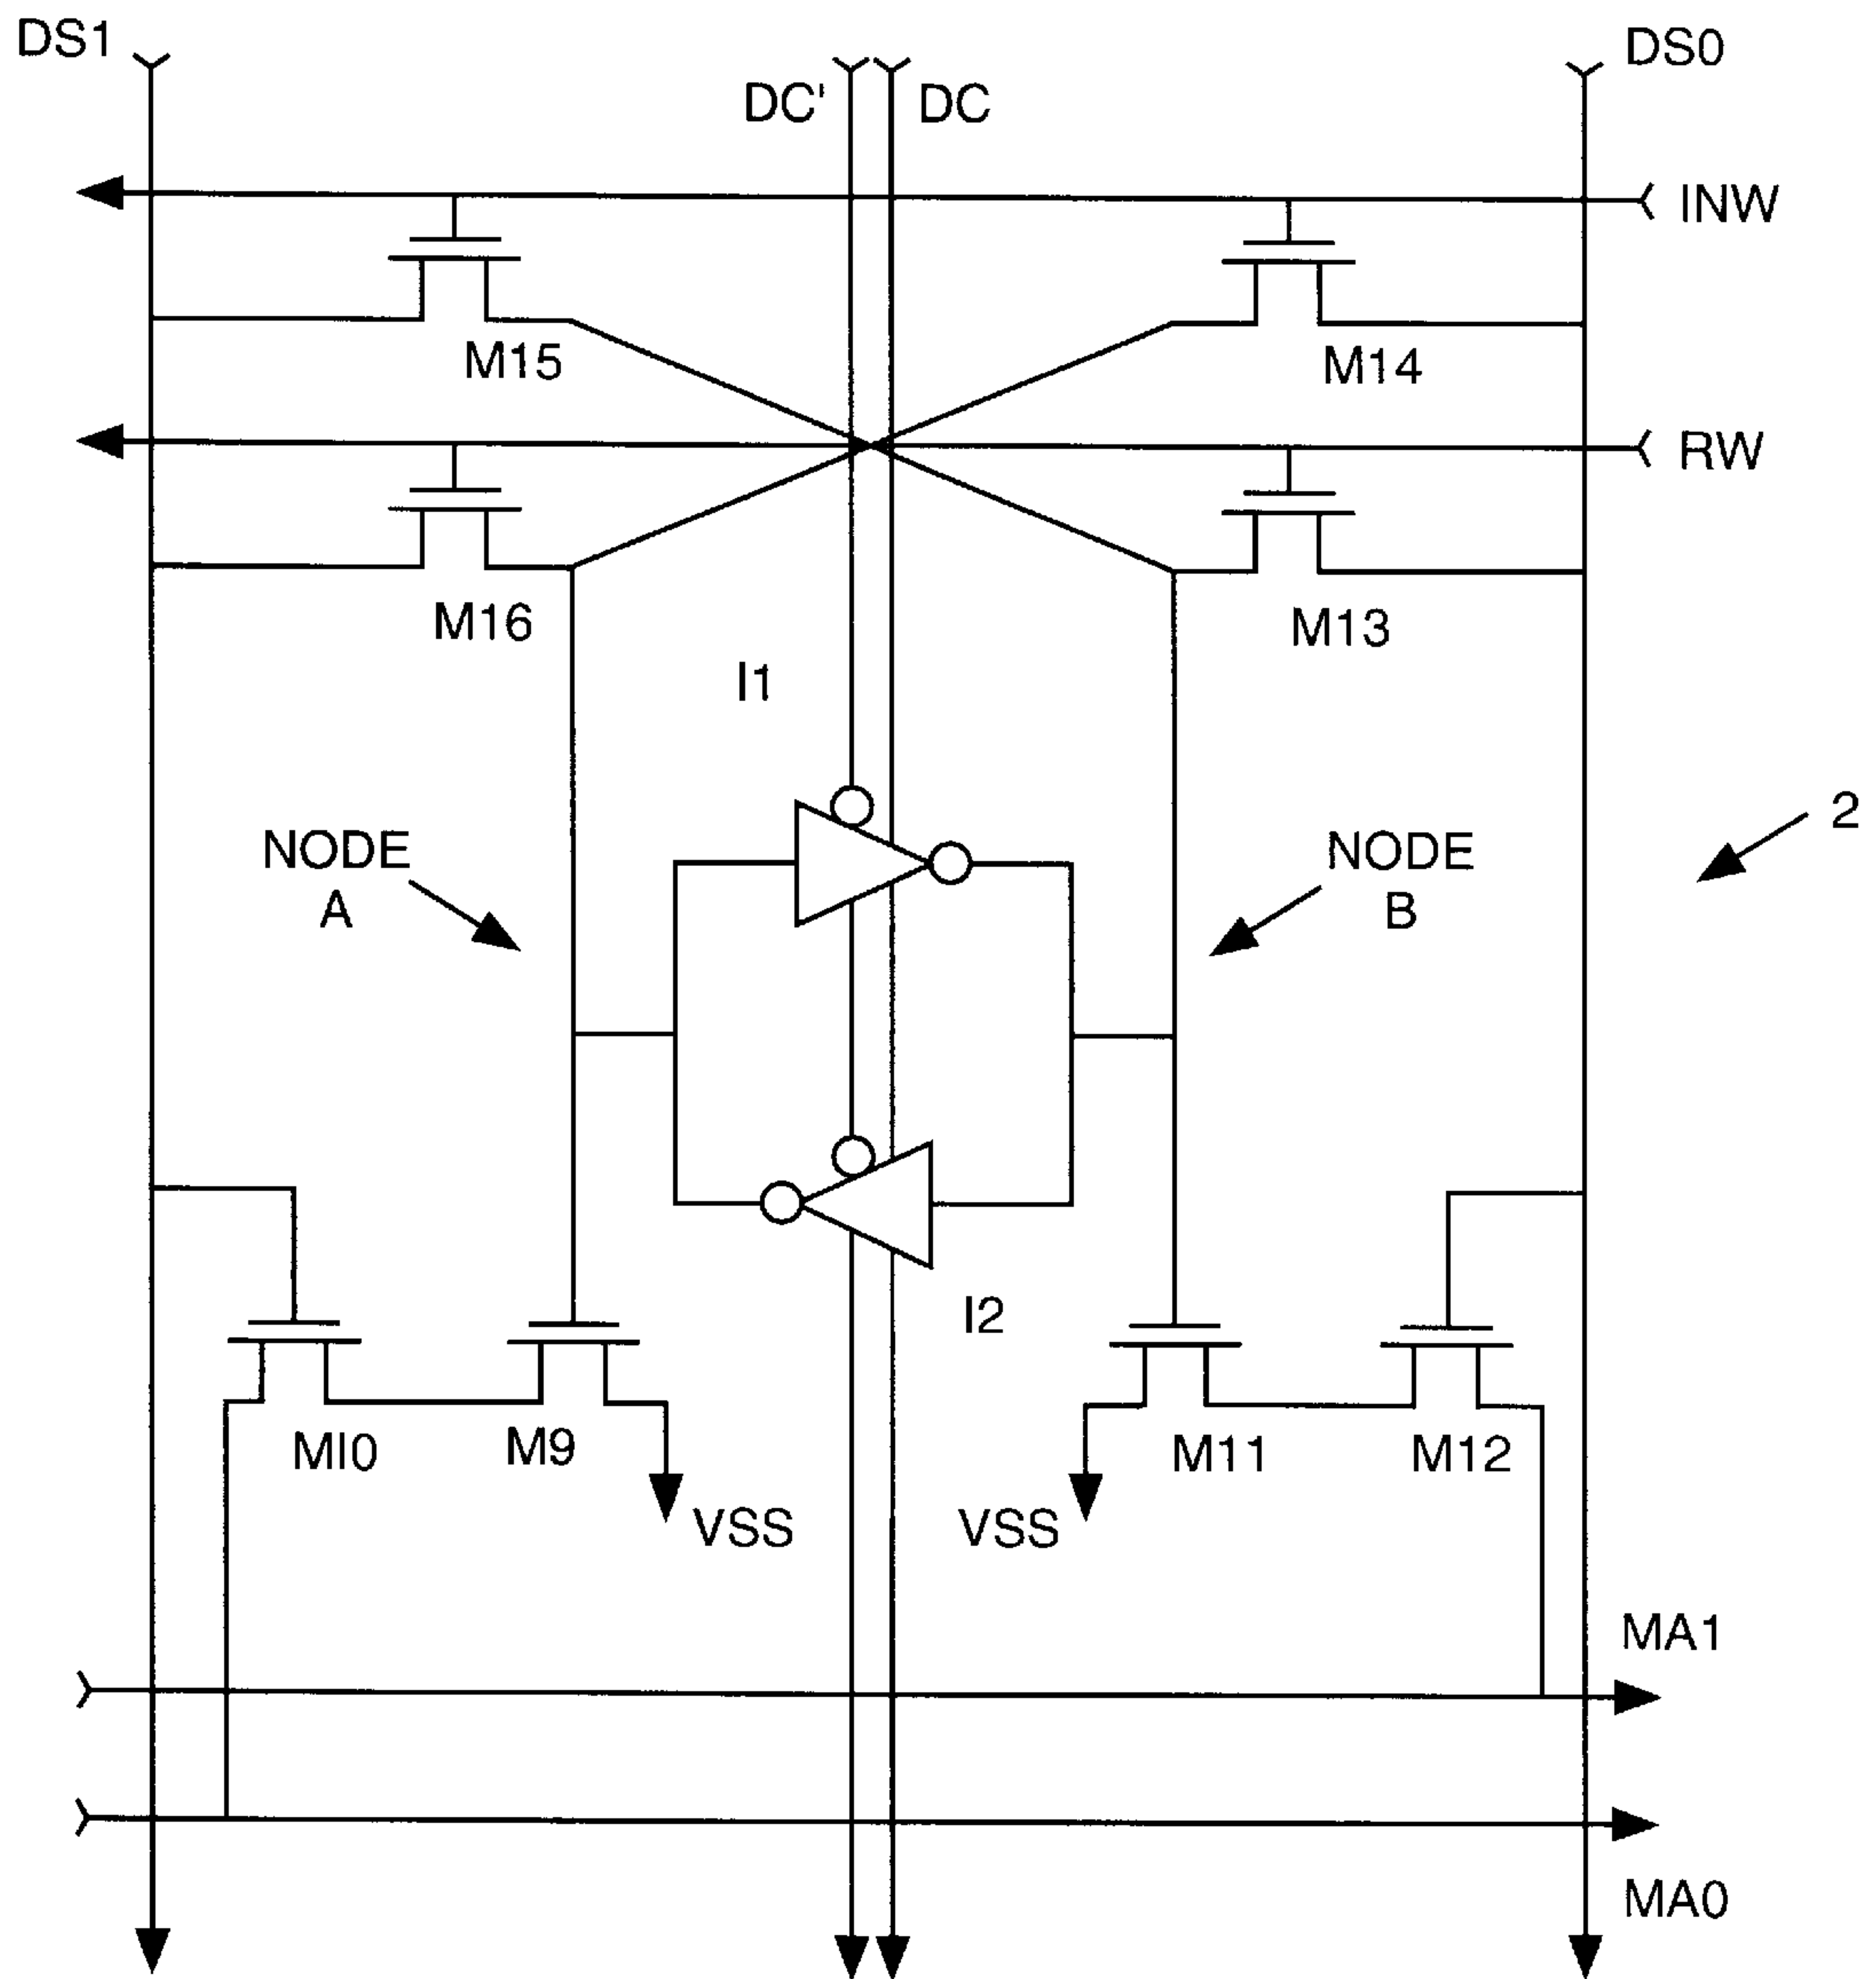 DS1
DS0
DC'
DC
INW
M15
M14
RW
M16
M13
I1
2
NODE
A
NODE
B
I2
MI0
M9
M11
M12
VSS
VSS
MA1
MA0